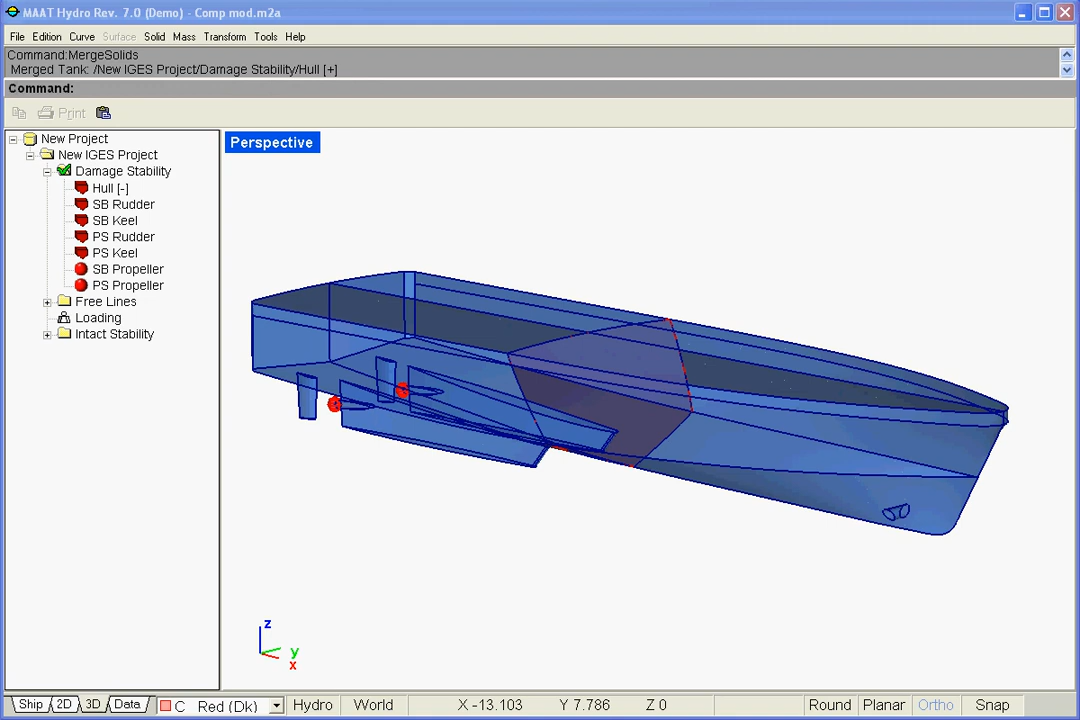 MAAT Hydro Rev. 7.0 (Demo) - Comp mod.m2a
File Edition Curve Surface Solid Mass Transform Tools Help
Command:MergeSolids
Merged Tank: /New IGES Project/Damage Stability/Hull [+]
Command:
Print
New Project
New IGES Project
Damage Stability
Hull [-]
SB Rudder
SB Keel
PS Rudder
PS Keel
SB Propeller
PS Propeller
Free Lines
Loading
Intact Stability
Perspective
z
y
x
Ship 2D 3D Data C Red (Dk) Hydro World X -13.103 Y 7.786 Z 0 Round Planar Ortho Snap